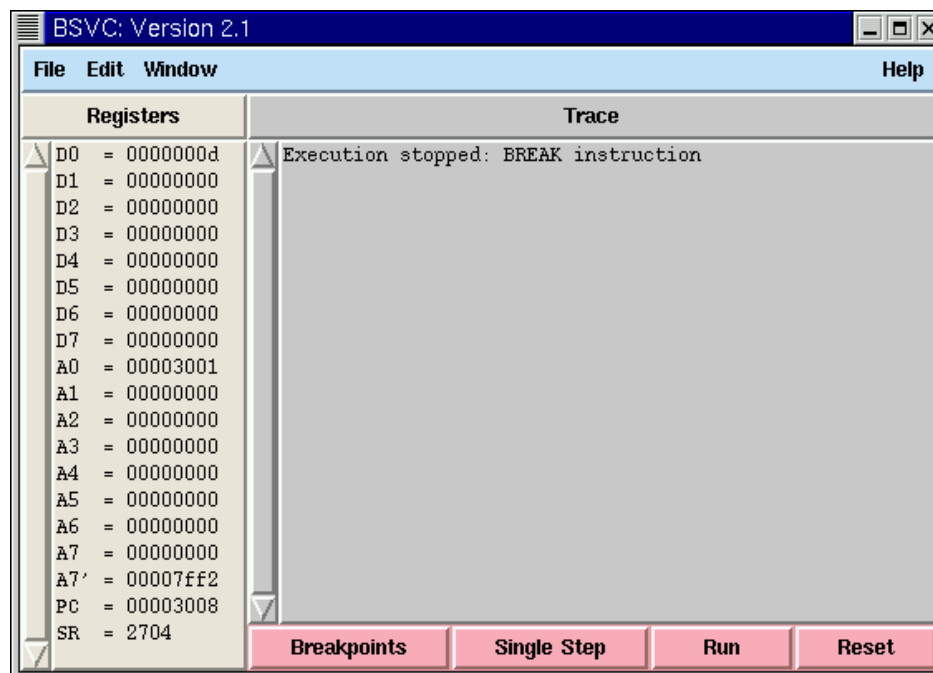 BSVC: Version 2.1
File Edit Window Help
Registers
D0 = 0000000d
D1 = 00000000
D2 = 00000000
D3 = 00000000
D4 = 00000000
D5 = 00000000
D6 = 00000000
D7 = 00000000
A0 = 00003001
A1 = 00000000
A2 = 00000000
A3 = 00000000
A4 = 00000000
A5 = 00000000
A6 = 00000000
A7 = 00000000
A7' = 00007ff2
PC = 00003008
SR = 2704
Trace
Execution stopped: BREAK instruction
Breakpoints Single Step Run Reset